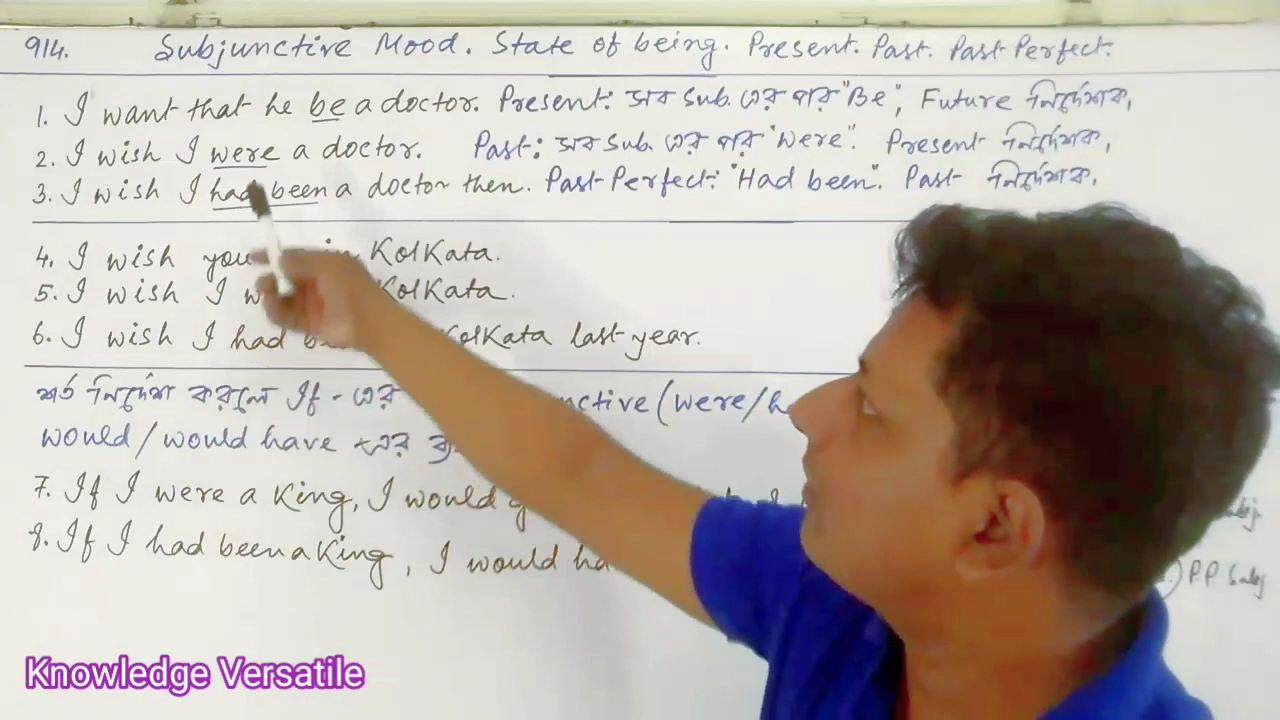 914. Subjunctive Mood. State of being. Present. Past. Past Perfect.
1. I want that he be a doctor. Present: সব Sub. এর পর "Be", Future নির্দেশক,
2. I wish I were a doctor. Past: সব Sub. এর পর "Were". Present নির্দেশক,
3. I wish I had been a doctor then. Past Perfect: "Had been". Past নির্দেশক,
4. I wish you in Kolkata.
5. I wish I Kolkata.
6. I wish I had Kolkata last year.
শর্ত নির্দেশ করলে If - এর (were/
would/would have এর
7. If I were a King, I would
8. If I had been a King, I would
P.P. Subj
Knowledge Versatile